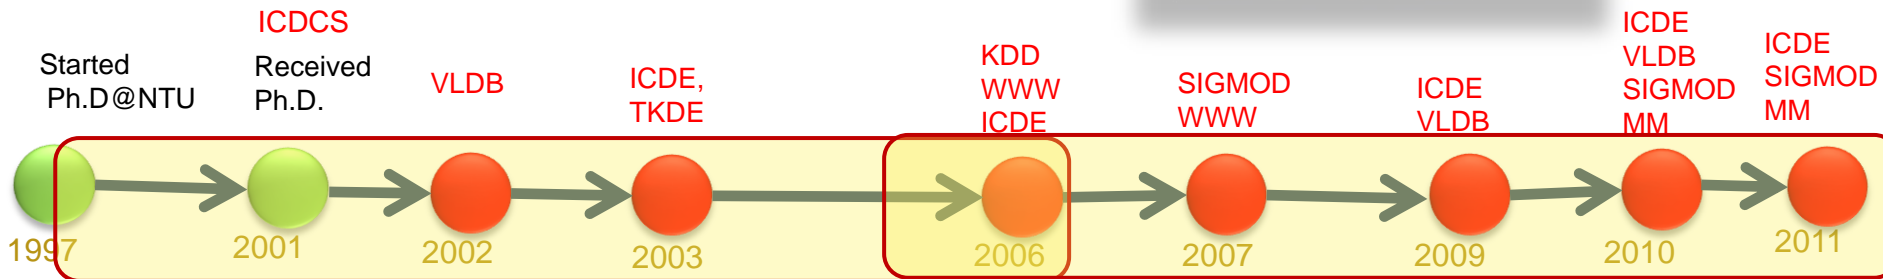 Started
Ph.D@NTU
1997
ICDCS
Received
Ph.D.
2001
VLDB
2002
ICDE,
TKDE
2003
KDD
WWW
ICDE
2006
SIGMOD
WWW
2007
ICDE
VLDB
2009
ICDE
VLDB
SIGMOD
MM
2010
ICDE
SIGMOD
MM
2011